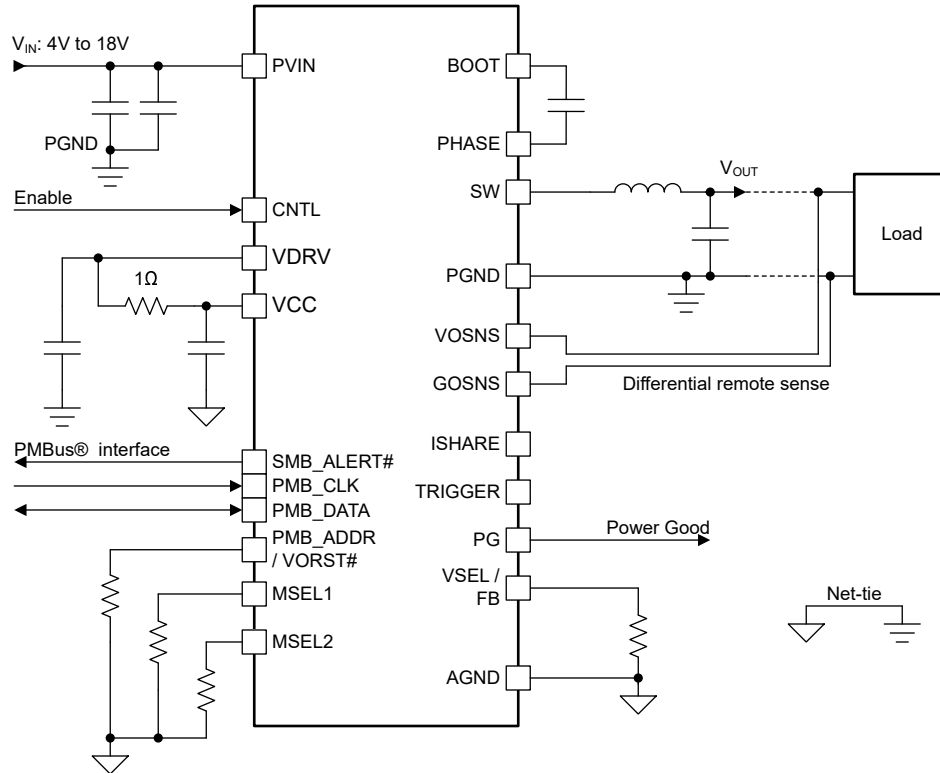 V_IN: 4V to 18V
PVIN
PGND
Enable
CNTL
VDRV
1Ω
VCC
PMBus® interface
SMB_ALERT#
PMB_CLK
PMB_DATA
PMB_ADDR
/ VORST#
MSEL1
MSEL2
BOOT
PHASE
SW
V_OUT
Load
PGND
VOSNS
GOSNS
Differential remote sense
ISHARE
TRIGGER
PG
Power Good
VSEL /
FB
Net-tie
AGND